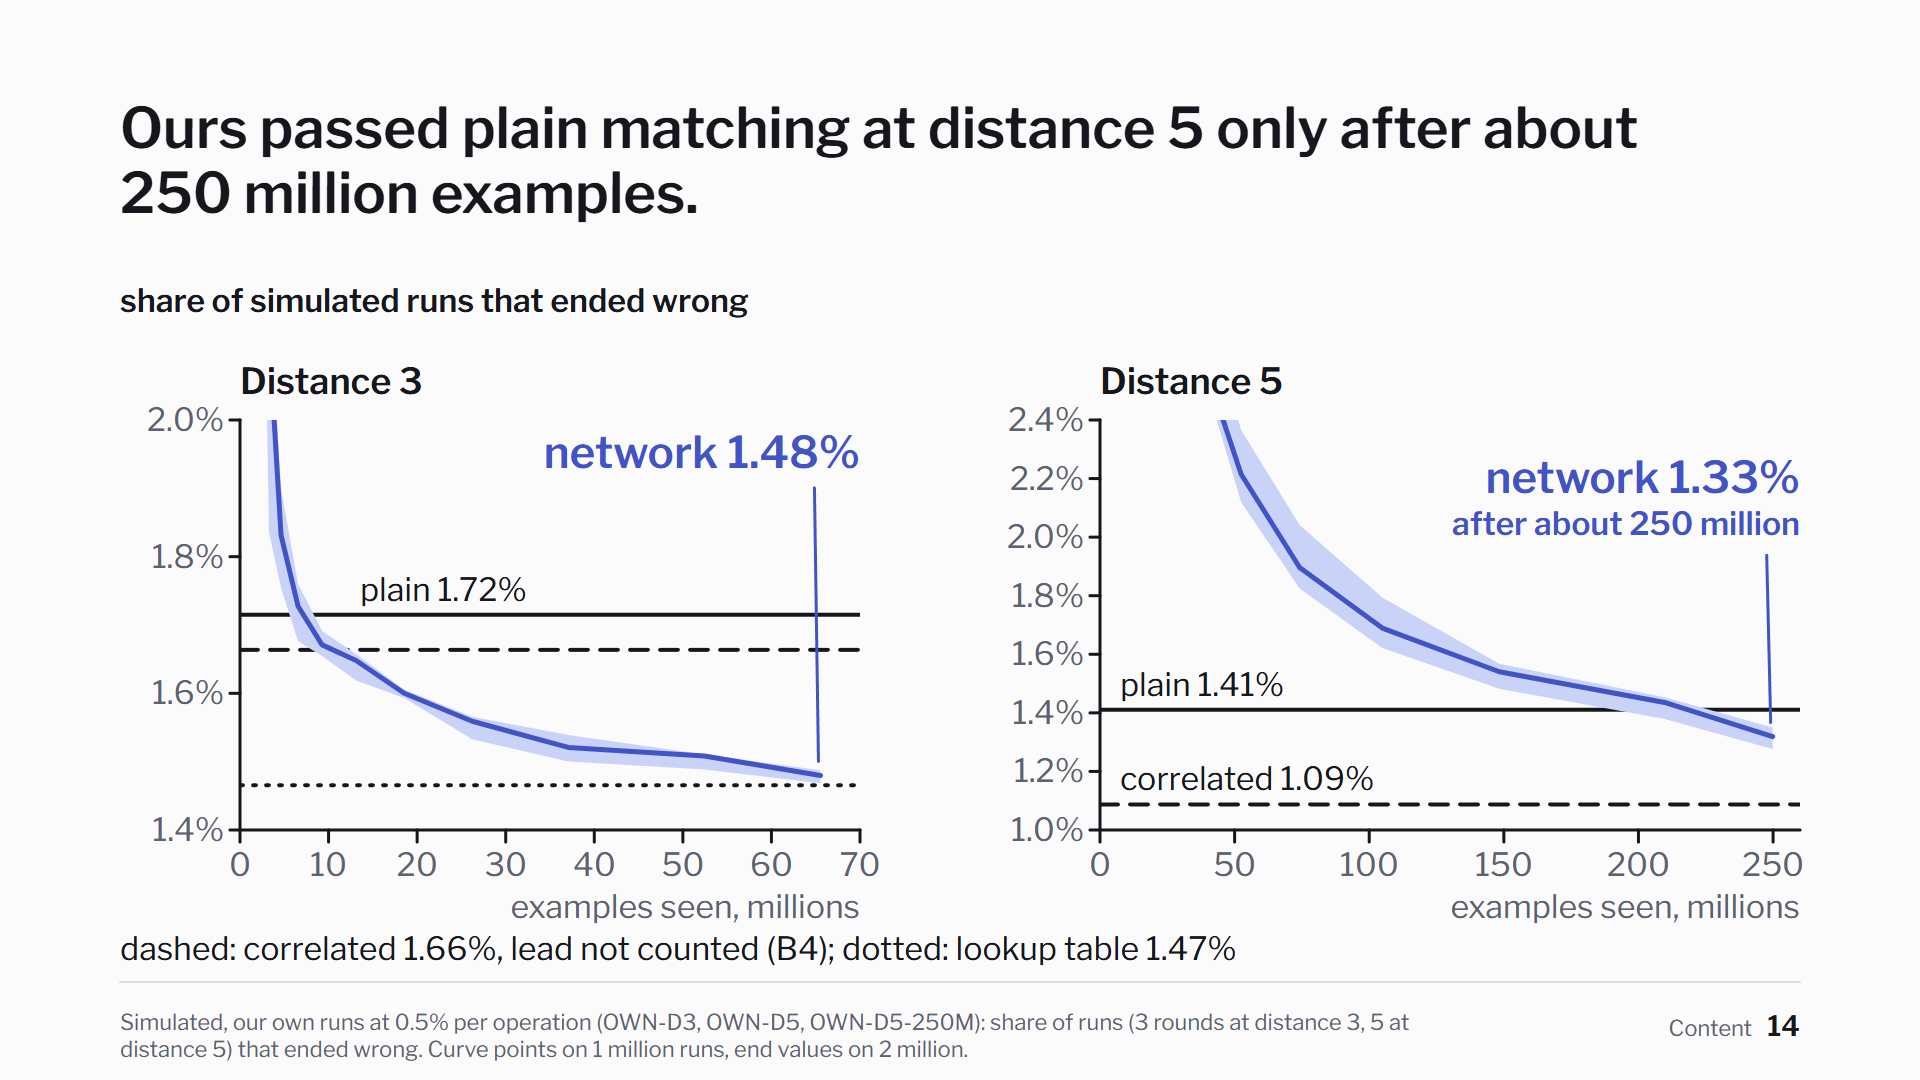 Ours passed plain matching at distance 5 only after about
250 million examples.
share of simulated runs that ended wrong
Distance 3
2.0%
1.8%
1.6%
1.4%
network 1.48%
plain 1.72%
0 10 20 30 40 50 60 70
examples seen, millions
Distance 5
2.4%
2.2%
2.0%
1.8%
1.6%
1.4%
1.2%
1.0%
network 1.33%
after about 250 million
plain 1.41%
correlated 1.09%
0 50 100 150 200 250
examples seen, millions
dashed: correlated 1.66%, lead not counted (B4); dotted: lookup table 1.47%
Simulated, our own runs at 0.5% per operation (OWN-D3, OWN-D5, OWN-D5-250M): share of runs (3 rounds at distance 3, 5 at
distance 5) that ended wrong. Curve points on 1 million runs, end values on 2 million.
Content 14